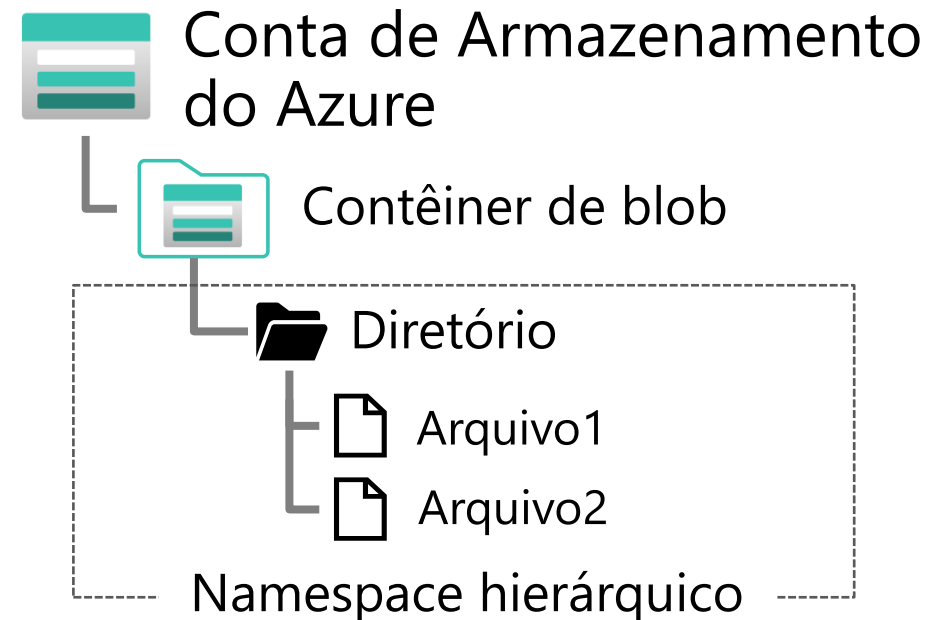 Conta de Armazenamento
do Azure
Contêiner de blob
Diretório
Arquivo1
Arquivo2
Namespace hierárquico